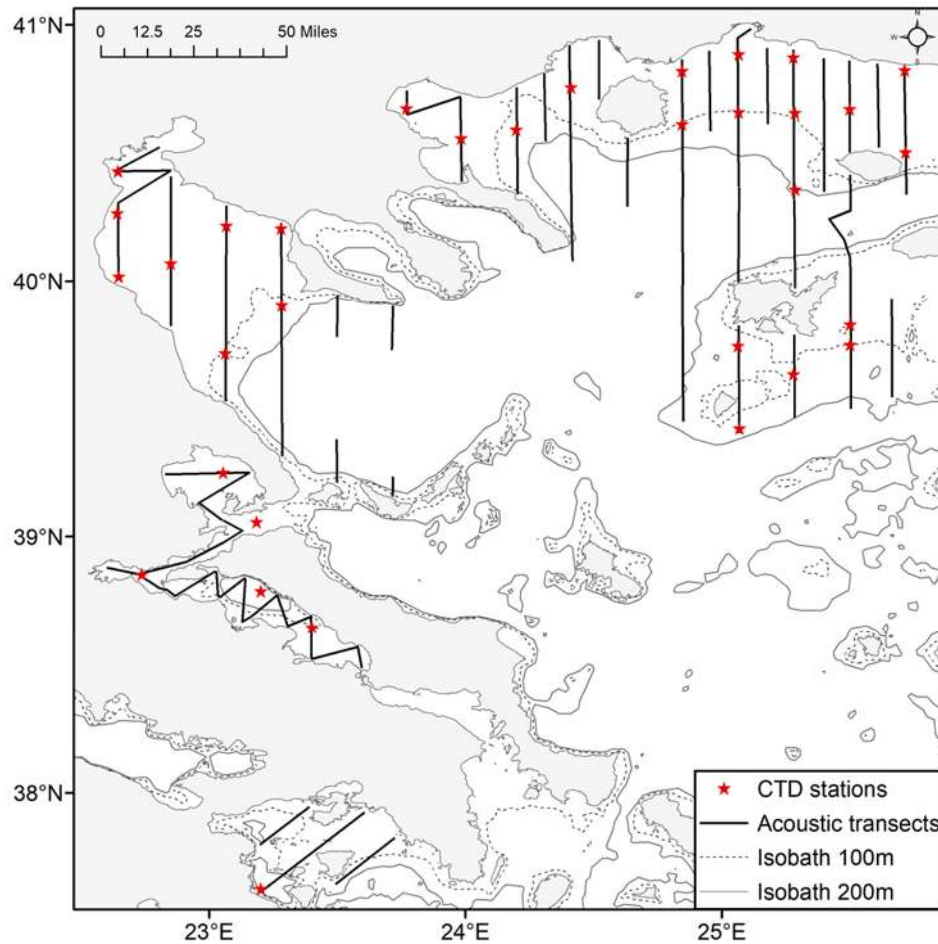 41°N
0 12.5 25 50 Miles
N
W
S
40°N
39°N
38°N
CTD stations
Acoustic transects
Isobath 100m
Isobath 200m
23°E 24°E 25°E